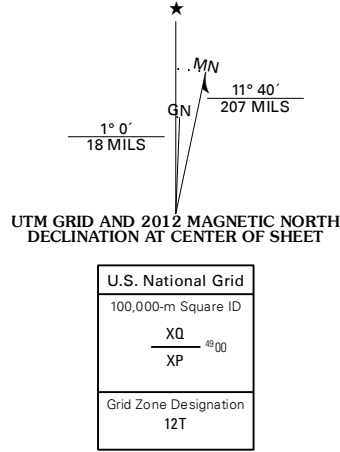 ★
MN
GN
11° 40´
207 MILS
1° 0´
18 MILS
UTM GRID AND 2012 MAGNETIC NORTH
DECLINATION AT CENTER OF SHEET
U.S. National Grid
100,000-m Square ID
XQ
4900
XP
Grid Zone Designation
12T